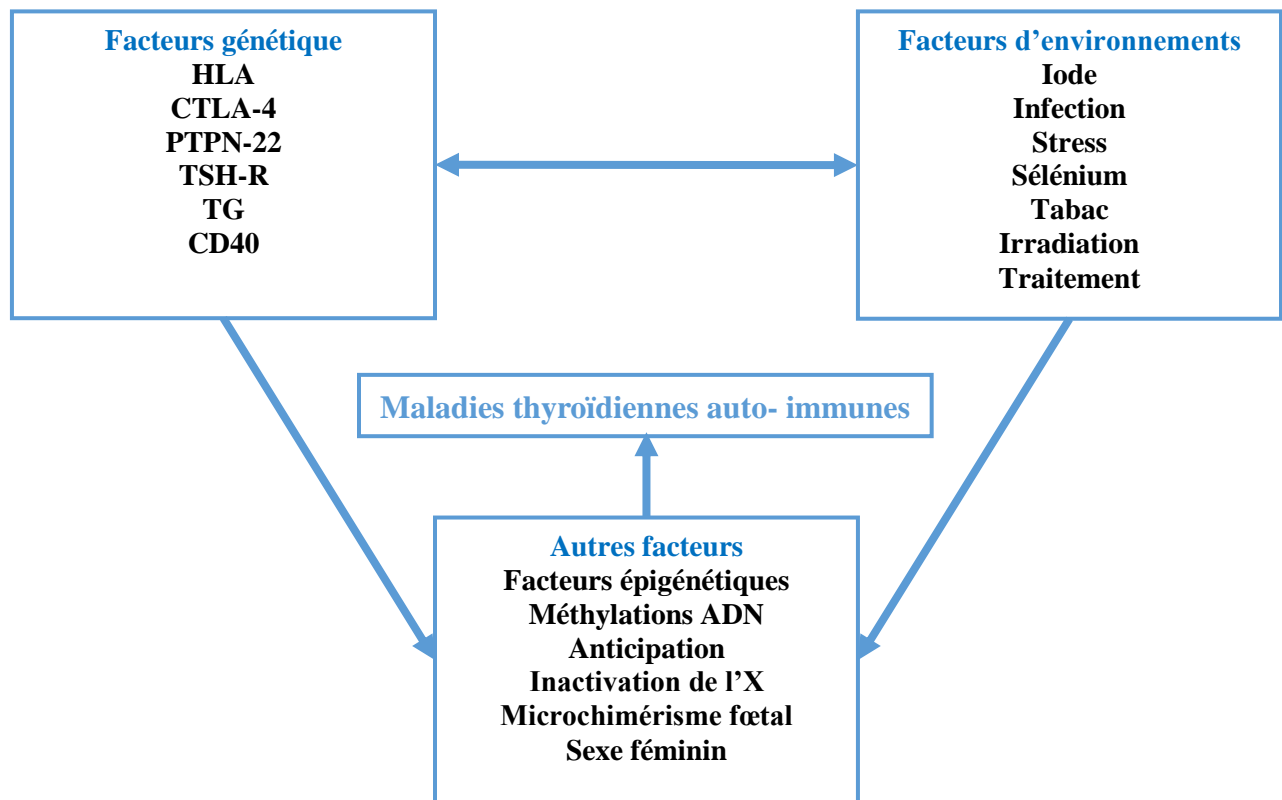 Facteurs génétique
HLA
CTLA-4
PTPN-22
TSH-R
TG
CD40
Facteurs d’environnements
Iode
Infection
Stress
Sélénium
Tabac
Irradiation
Traitement
Maladies thyroïdiennes auto- immunes
Autres facteurs
Facteurs épigénétiques
Méthylations ADN
Anticipation
Inactivation de l’X
Microchimérisme fœtal
Sexe féminin